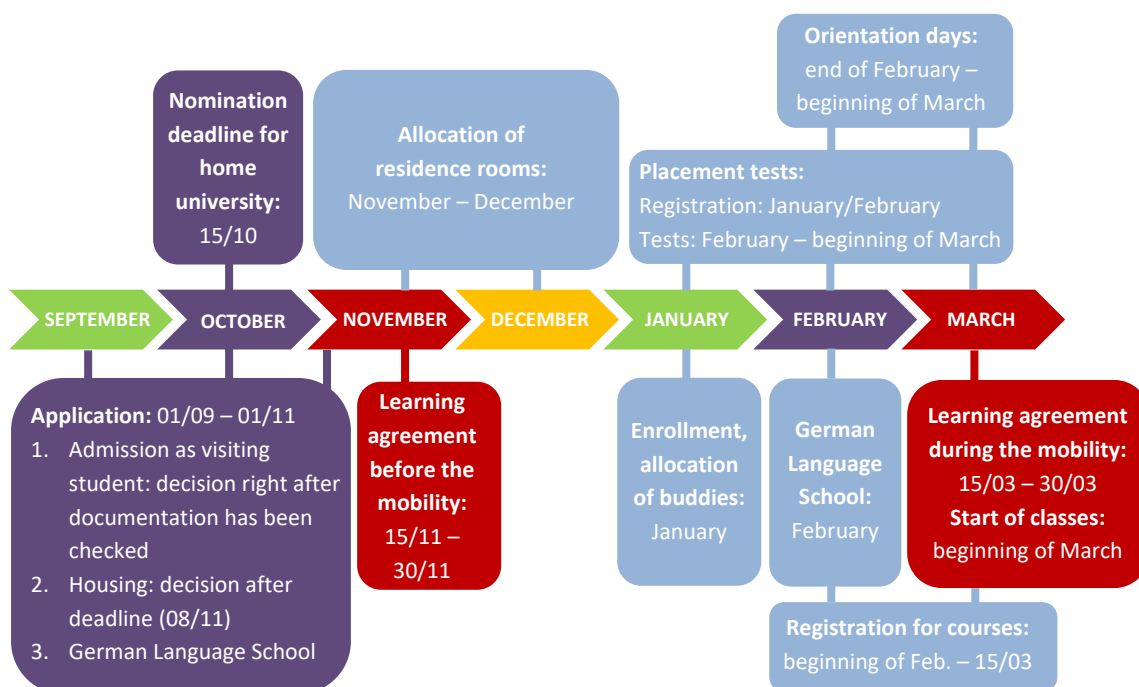 Orientation days:
end of February –
beginning of March
Nomination
deadline for
home
university:
15/10
Allocation of
residence rooms:
November – December
Placement tests:
Registration: January/February
Tests: February – beginning of March
SEPTEMBER
OCTOBER
NOVEMBER
DECEMBER
JANUARY
FEBRUARY
MARCH
Application: 01/09 – 01/11
1. Admission as visiting
student: decision right after
documentation has been
checked
2. Housing: decision after
deadline (08/11)
3. German Language School
Learning
agreement
before the
mobility:
15/11 –
30/11
Enrollment,
allocation
of buddies:
January
German
Language
School:
February
Learning agreement
during the mobility:
15/03 – 30/03
Start of classes:
beginning of March
Registration for courses:
beginning of Feb. – 15/03